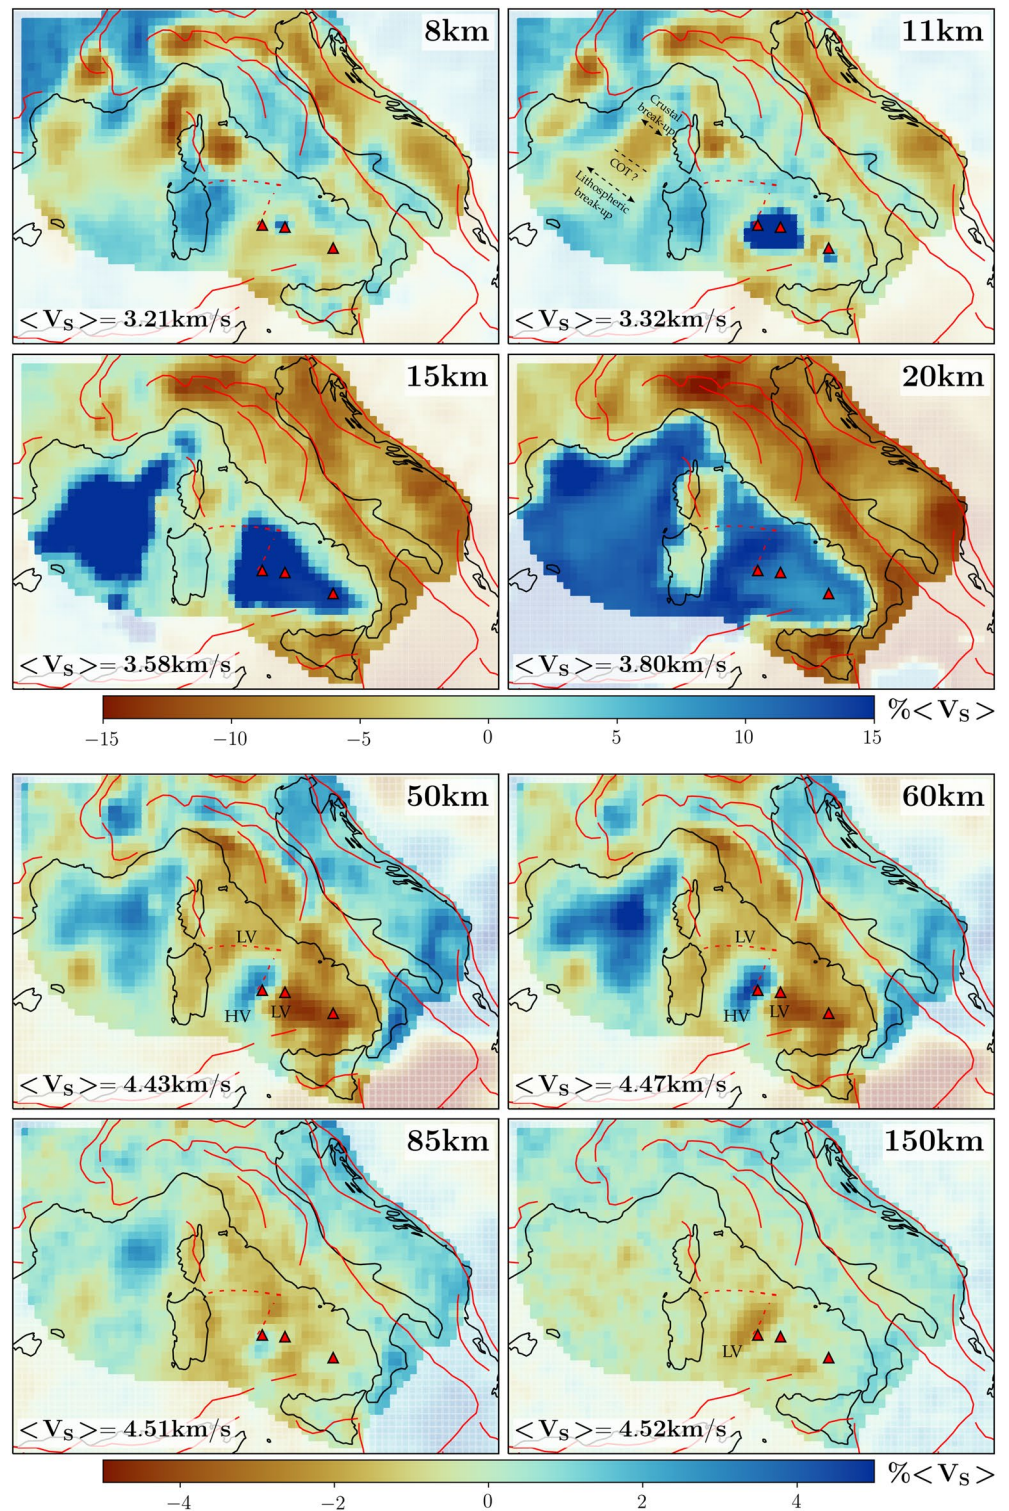 8km
11km
Crustal
break-up
COT ?
Lithospheric
break-up
<VS>= 3.21km/s
<VS>= 3.32km/s
15km
20km
<VS>= 3.58km/s
<VS>= 3.80km/s
%<VS>
−15 −10 −5 0 5 10 15
50km
60km
LV
LV
HV LV
HV LV
<VS>= 4.43km/s
<VS>= 4.47km/s
85km
150km
LV
<VS>= 4.51km/s
<VS>= 4.52km/s
%<VS>
−4 −2 0 2 4